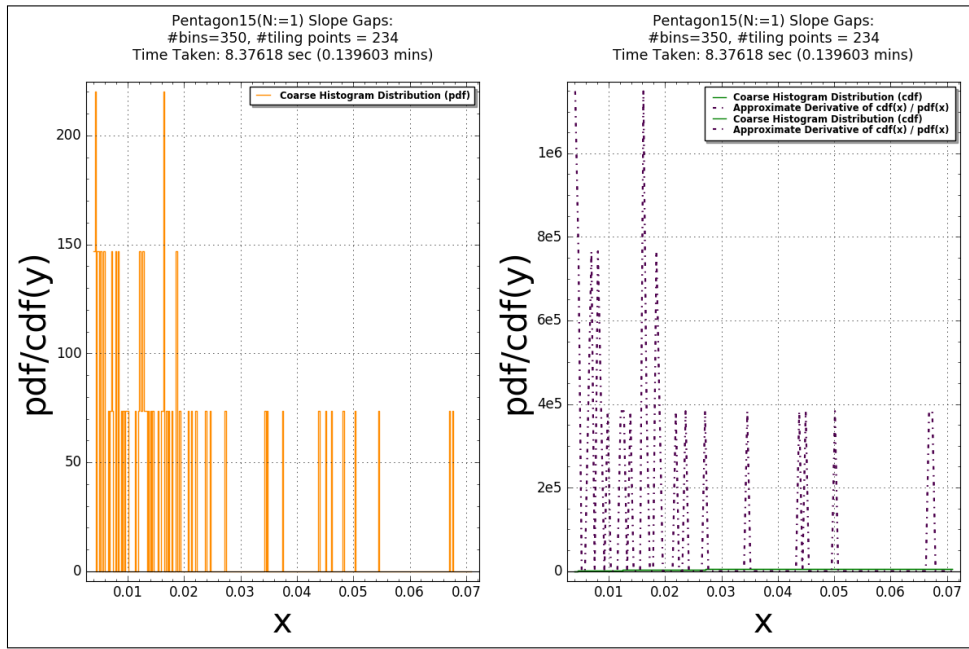 Pentagon15(N:=1) Slope Gaps:
#bins=350, #tiling points = 234
Time Taken: 8.37618 sec (0.139603 mins)
Coarse Histogram Distribution (pdf)
200
150
100
50
0
pdf/cdf(y)
0.01 0.02 0.03 0.04 0.05 0.06 0.07
x
Pentagon15(N:=1) Slope Gaps:
#bins=350, #tiling points = 234
Time Taken: 8.37618 sec (0.139603 mins)
Coarse Histogram Distribution (cdf)
Approximate Derivative of cdf(x) / pdf(x)
Coarse Histogram Distribution (cdf)
Approximate Derivative of cdf(x) / pdf(x)
1e6
8e5
6e5
4e5
2e5
0
pdf/cdf(y)
0.01 0.02 0.03 0.04 0.05 0.06 0.07
x